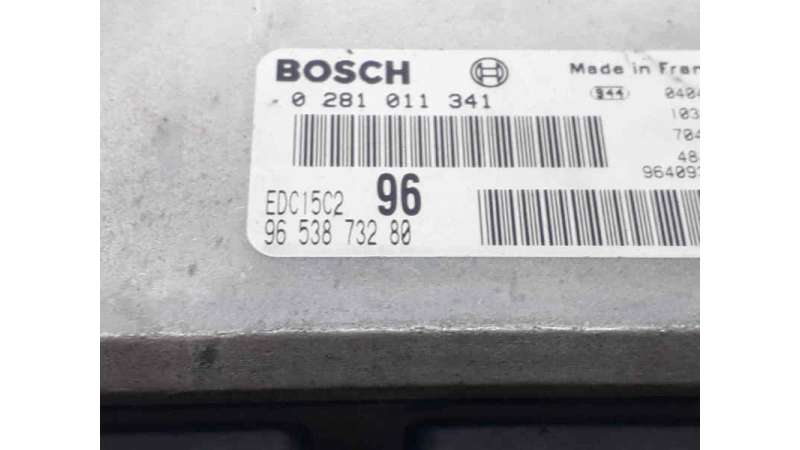 BOSCH Made in Fran
0 281 011 341 944 0404
103
704
EDC15C2 96 48
96 538 732 80 964093